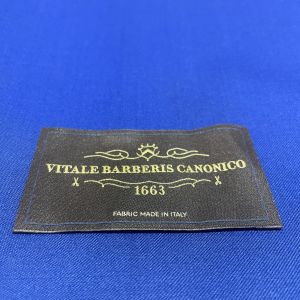 VITALE BARBERIS CANONICO
1663
FABRIC MADE IN ITALY